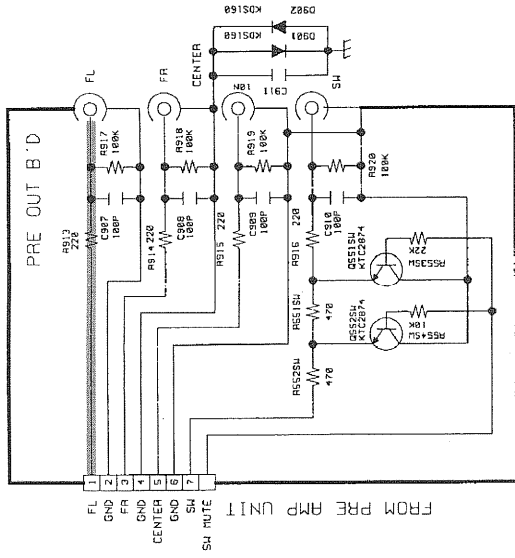 PRE OUT B'D
FL
R913
220
C907
100P
R917
100K
FR
R914 220
C908
100P
R918
100K
CENTER
220
R915
C909
100P
R919
100K
10N
C911
D901
KDS160
D902
KDS160
SW
220
R916
C910
100P
R920
100K
R551SW
470
R552SW
470
Q551SW
KTC2874
Q552SW
KTC2874
R553SW
22K
R554SW
10K
1
2
3
4
5
6
7
FL
GND
FR
GND
CENTER
GND
SW
SW MUTE
FROM PRE AMP UNIT